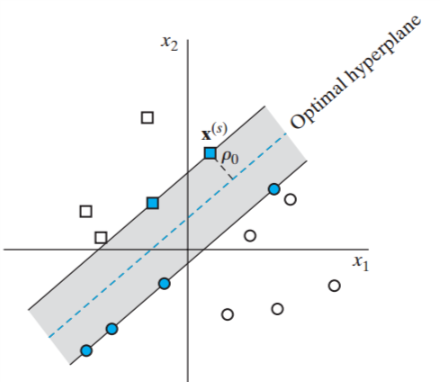 x₂
Optimal hyperplane
x⁽ˢ⁾
ρ₀
x₁